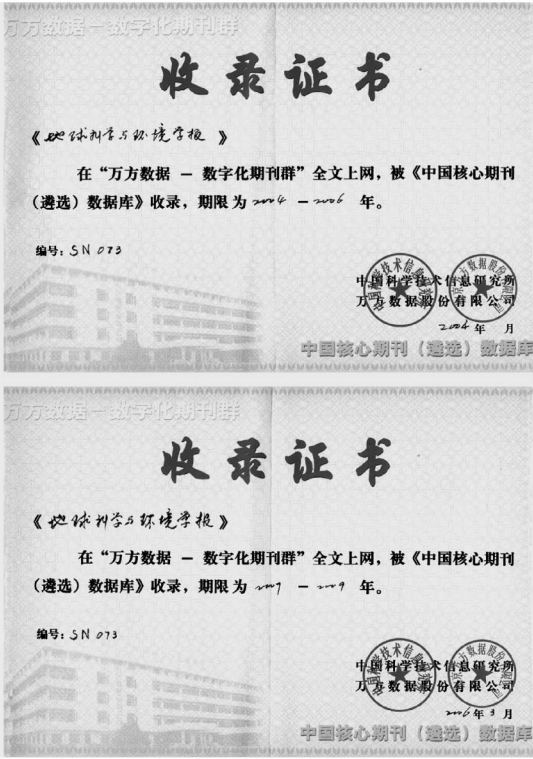 万方数据－数字化期刊群
收录证书
《地球科学与环境学报》
在“万方数据 － 数字化期刊群”全文上网，被《中国核心期刊
（遴选）数据库》收录，期限为 2004 －2006 年。
编号：SN 073
中国科学技术信息研究所
万方数据股份有限公司
2004 年 月
中国核心期刊（遴选）数据库
万方数据－数字化期刊群
收录证书
《地球科学与环境学报》
在“万方数据 － 数字化期刊群”全文上网，被《中国核心期刊
（遴选）数据库》收录，期限为 2007 －2009 年。
编号：SN 073
中国科学技术信息研究所
万方数据股份有限公司
2006 年 3 月
中国核心期刊（遴选）数据库